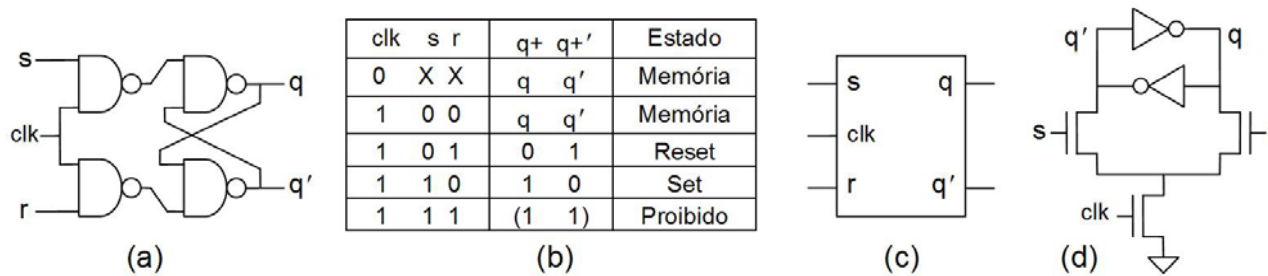 s
q
clk
r
q'
(a)
clk s r q+ q+' Estado
0 X X q q' Memória
1 0 0 q q' Memória
1 0 1 0 1 Reset
1 1 0 1 0 Set
1 1 1 (1 1) Proibido
(b)
s q
clk
r q'
(c)
q' q
s
clk
(d)